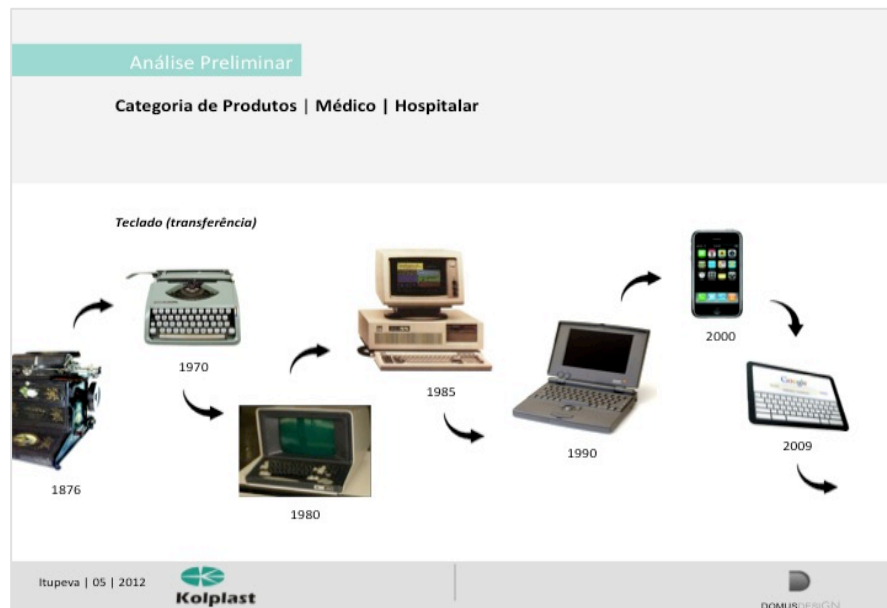 Análise Preliminar
Categoria de Produtos | Médico | Hospitalar
Teclado (transferência)
1876
1970
1980
1985
1990
2000
Google
2009
Itupeva | 05 | 2012
Kolplast
DOMUSDESIGN